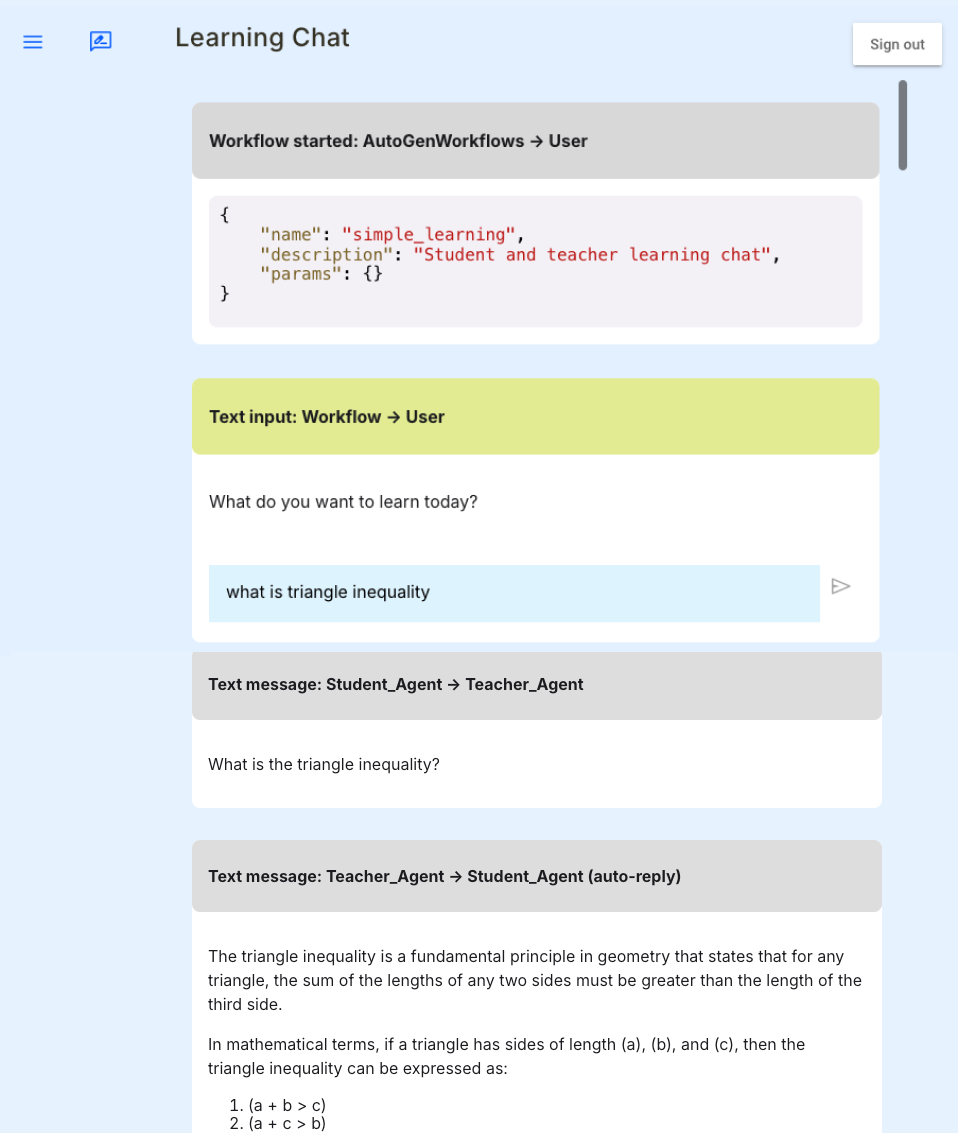 Learning Chat
Sign out
Workflow started: AutoGenWorkflows → User
{
    "name": "simple_learning",
    "description": "Student and teacher learning chat",
    "params": {}
}
Text input: Workflow → User
What do you want to learn today?
what is triangle inequality
Text message: Student_Agent → Teacher_Agent
What is the triangle inequality?
Text message: Teacher_Agent → Student_Agent (auto-reply)
The triangle inequality is a fundamental principle in geometry that states that for any
triangle, the sum of the lengths of any two sides must be greater than the length of the
third side.
In mathematical terms, if a triangle has sides of length (a), (b), and (c), then the
triangle inequality can be expressed as:
1. (a + b > c)
2. (a + c > b)